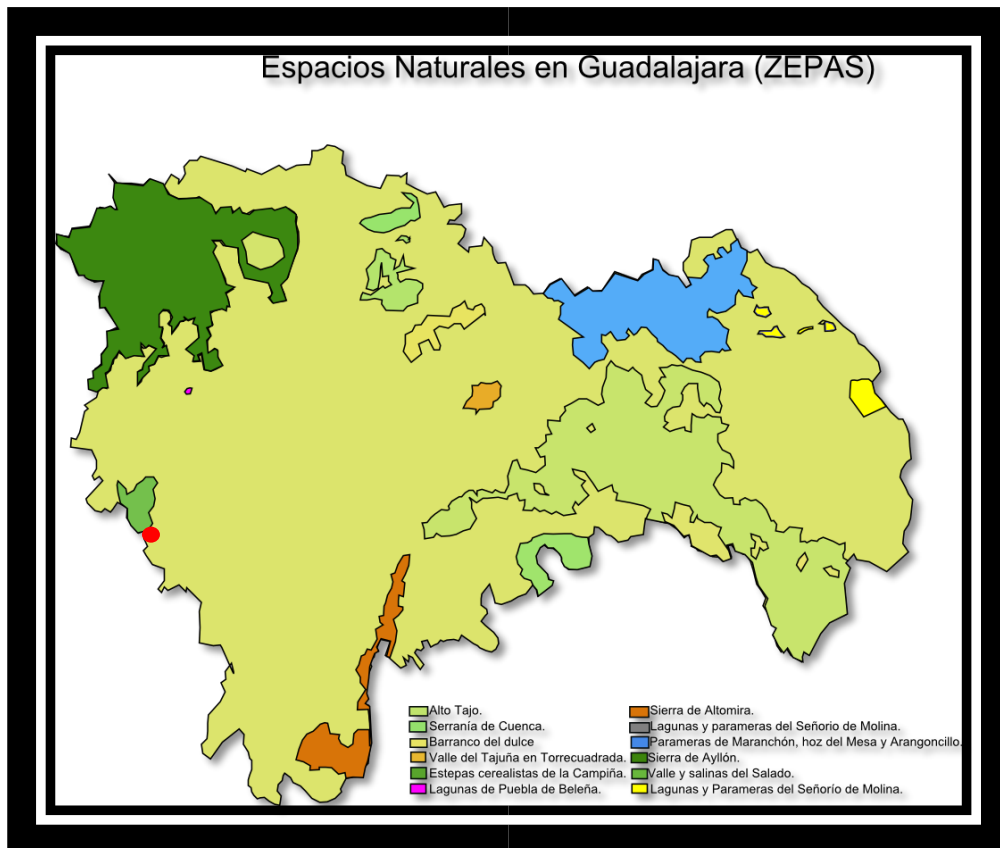 Espacios Naturales en Guadalajara (ZEPAS)
Alto Tajo.
Serranía de Cuenca.
Barranco del dulce
Valle del Tajuña en Torrecuadrada.
Estepas cerealistas de la Campiña.
Lagunas de Puebla de Beleña.
Sierra de Altomira.
Lagunas y parameras del Señorio de Molina.
Parameras de Maranchón, hoz del Mesa y Arangoncillo.
Sierra de Ayllón.
Valle y salinas del Salado.
Lagunas y Parameras del Señorío de Molina.